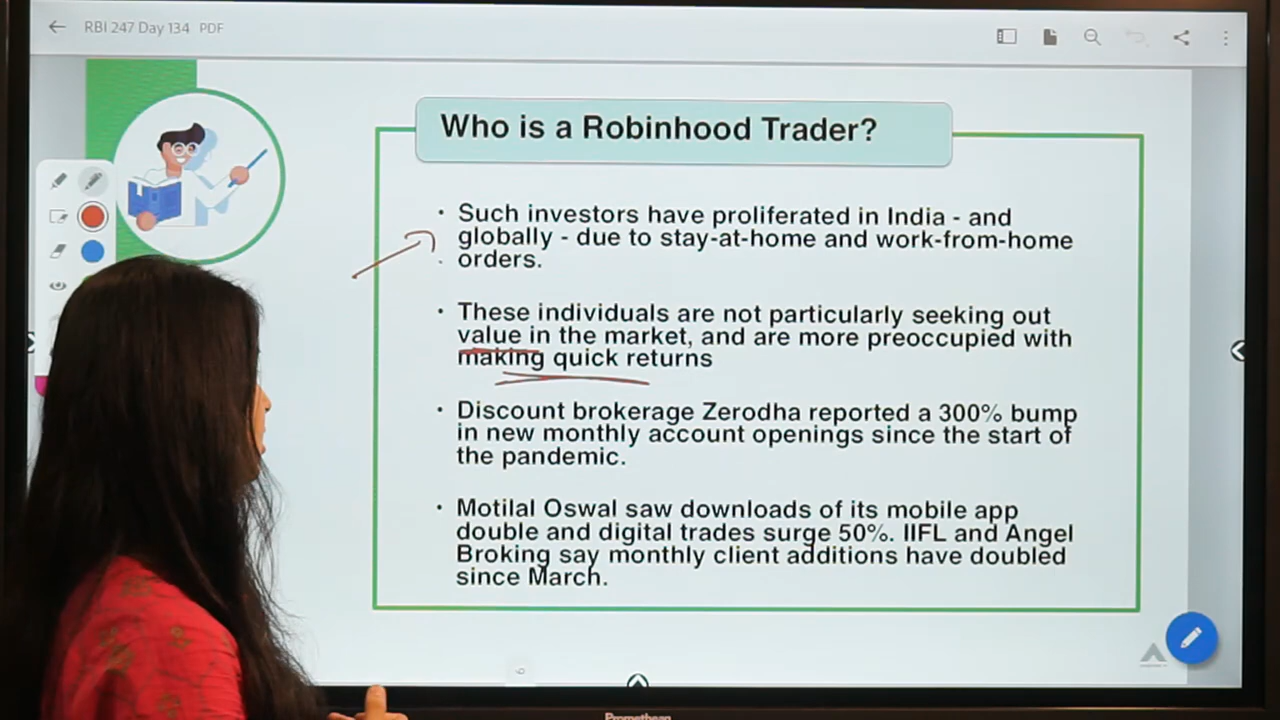 RBI 247 Day 134 PDF
Who is a Robinhood Trader?
• Such investors have proliferated in India - and
globally - due to stay-at-home and work-from-home
orders.
• These individuals are not particularly seeking out
value in the market, and are more preoccupied with
making quick returns
• Discount brokerage Zerodha reported a 300% bump
in new monthly account openings since the start of
the pandemic.
• Motilal Oswal saw downloads of its mobile app
double and digital trades surge 50%. IIFL and Angel
Broking say monthly client additions have doubled
since March.
Promethean